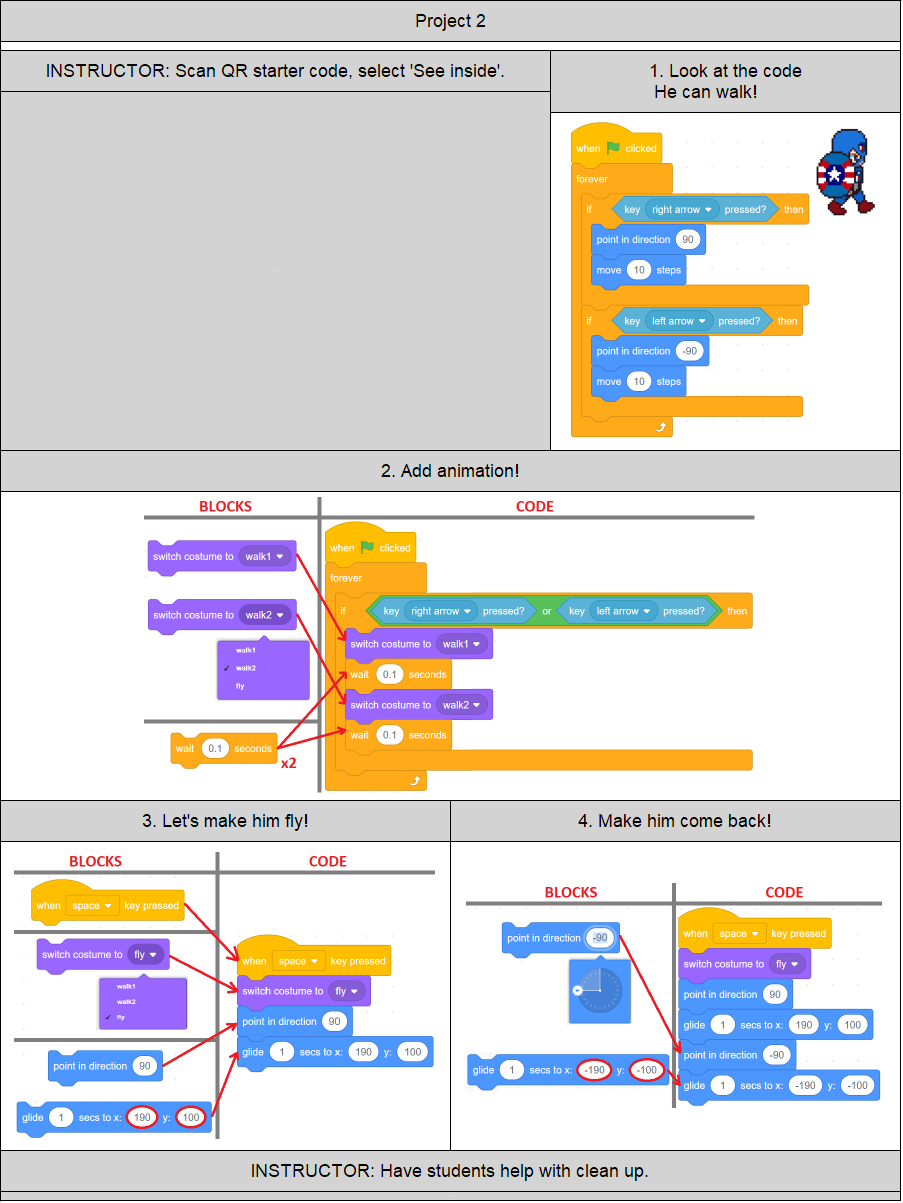 Project 2
INSTRUCTOR: Scan QR starter code, select 'See inside'.
1. Look at the code
He can walk!
when clicked
forever
if key right arrow pressed? then
point in direction 90
move 10 steps
if key left arrow pressed? then
point in direction -90
move 10 steps
2. Add animation!
BLOCKS
switch costume to walk1
switch costume to walk2
walk1
✓ walk2
fly
wait 0.1 seconds
x2
CODE
when clicked
forever
if key right arrow pressed? or key left arrow pressed? then
switch costume to walk1
wait 0.1 seconds
switch costume to walk2
wait 0.1 seconds
3. Let's make him fly!
BLOCKS
when space key pressed
switch costume to fly
walk1
walk2
✓ fly
point in direction 90
glide 1 secs to x: 190 y: 100
CODE
when space key pressed
switch costume to fly
point in direction 90
glide 1 secs to x: 190 y: 100
4. Make him come back!
BLOCKS
point in direction -90
glide 1 secs to x: -190 y: -100
CODE
when space key pressed
switch costume to fly
point in direction 90
glide 1 secs to x: 190 y: 100
point in direction -90
glide 1 secs to x: -190 y: -100
INSTRUCTOR: Have students help with clean up.